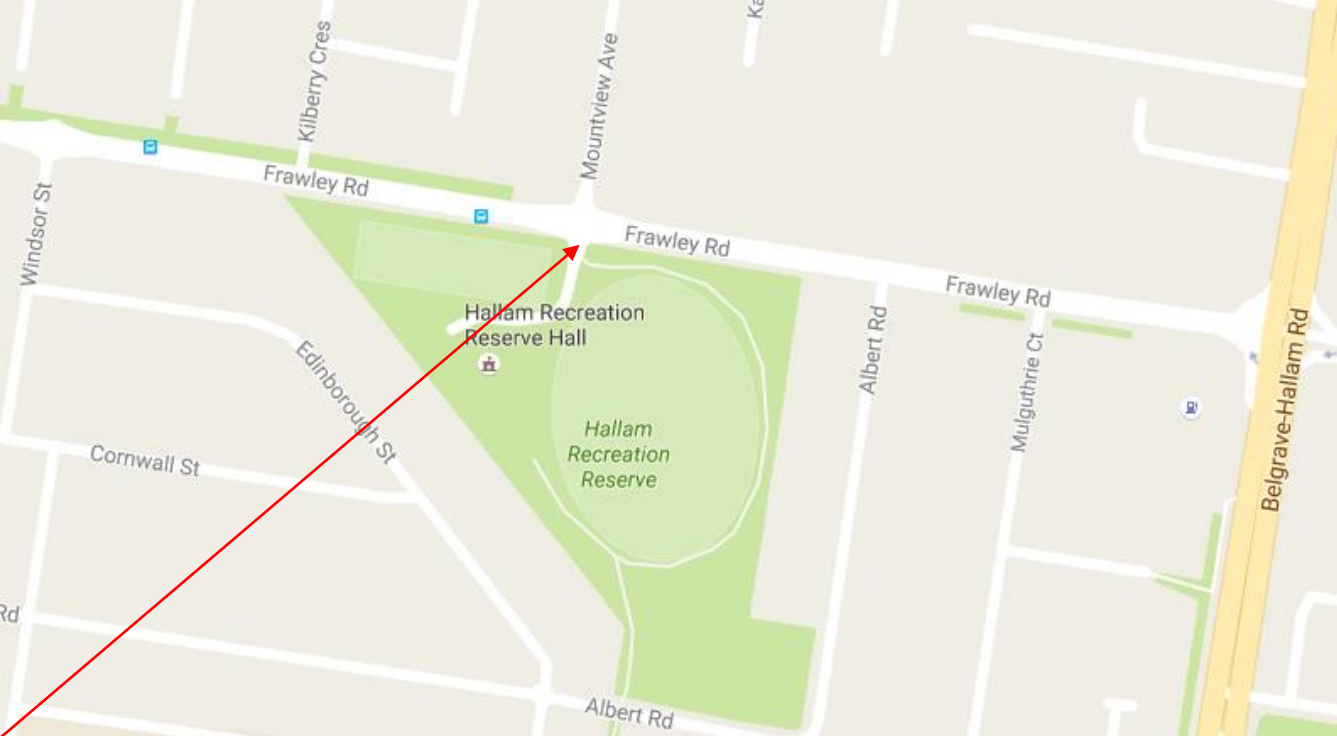 Kilberry Cres
Mountview Ave
Frawley Rd
Windsor St
Frawley Rd
Frawley Rd
Hallam Recreation
Reserve Hall
Albert Rd
Mulguthrie Ct
Belgrave-Hallam Rd
Edinborough St
Hallam
Recreation
Reserve
Cornwall St
Rd
Albert Rd